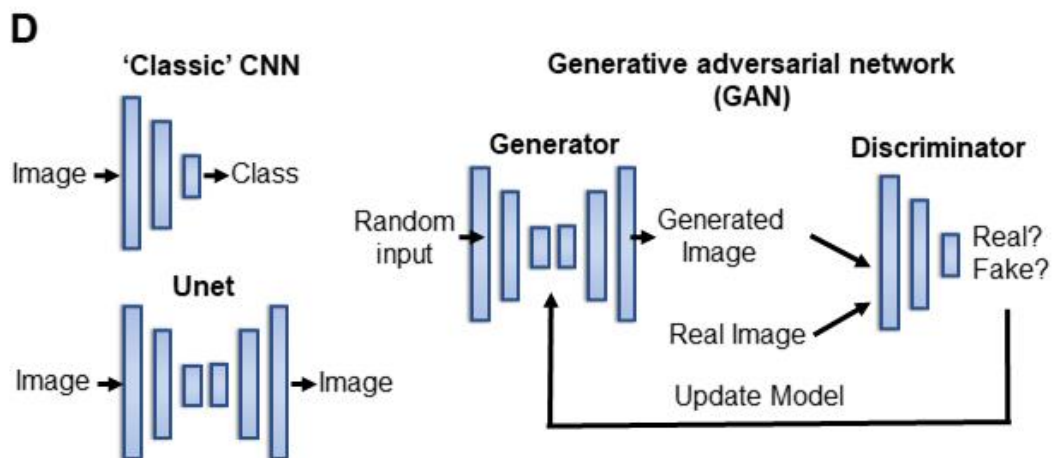 D
‘Classic’ CNN
Image
Class
Unet
Image
Image
Generative adversarial network
(GAN)
Generator
Discriminator
Random
input
Generated
Image
Real Image
Real?
Fake?
Update Model